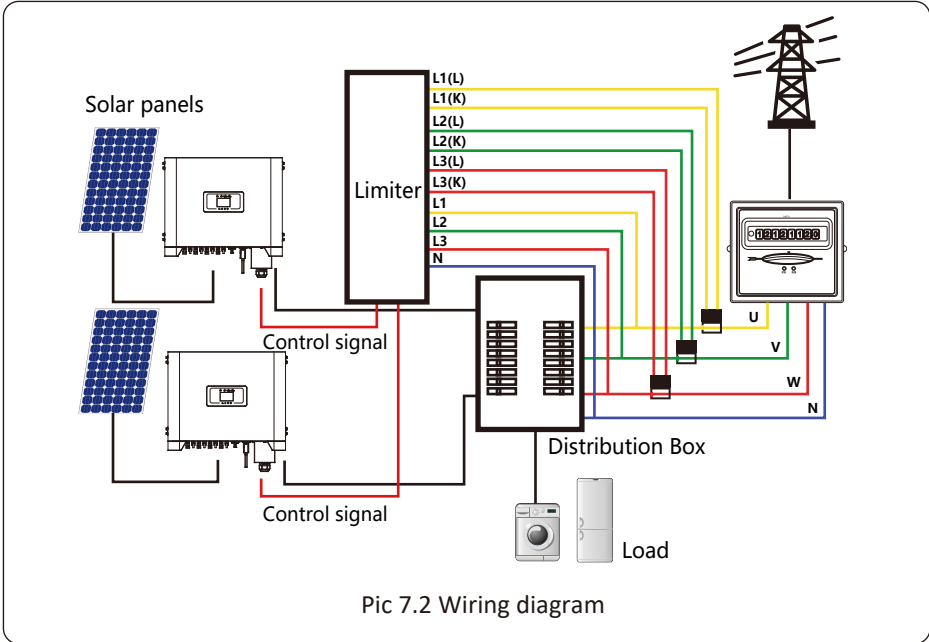 Solar panels
Limiter
L1(L)
L1(K)
L2(L)
L2(K)
L3(L)
L3(K)
L1
L2
L3
N
12121120
U
V
W
N
Control signal
Control signal
Distribution Box
Load
Pic 7.2 Wiring diagram